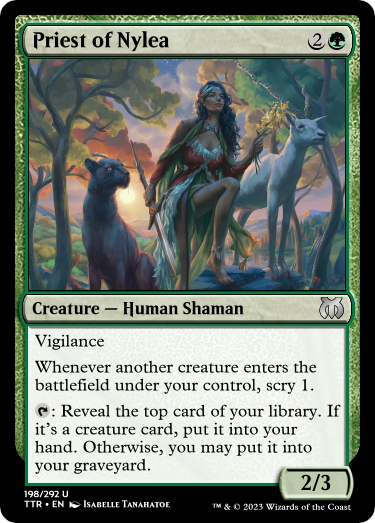 Priest of Nylea 2
Creature — Human Shaman
Vigilance
Whenever another creature enters the
battlefield under your control, scry 1.
: Reveal the top card of your library. If
it's a creature card, put it into your
hand. Otherwise, you may put it into
your graveyard.
2/3
198/292 U
TTR • EN Isabelle Tanahatoe
™ & © 2023 Wizards of the Coast